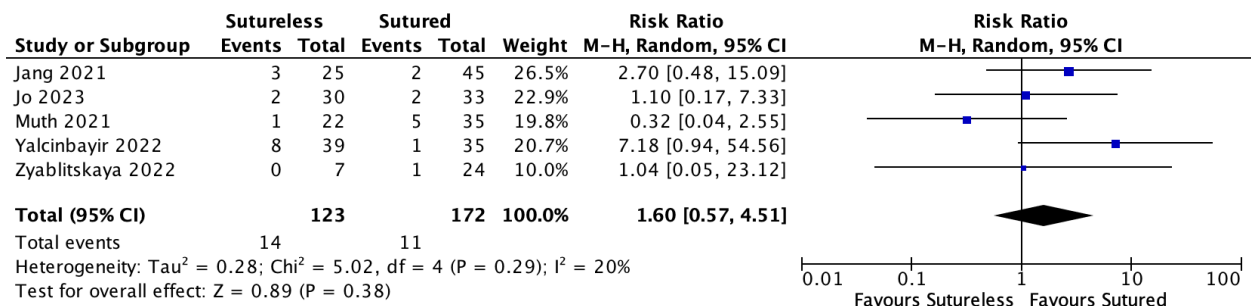 Sutureless Sutured Risk Ratio Risk Ratio
Study or Subgroup Events Total Events Total Weight M-H, Random, 95% CI M-H, Random, 95% CI
Jang 2021 3 25 2 45 26.5% 2.70 [0.48, 15.09]
Jo 2023 2 30 2 33 22.9% 1.10 [0.17, 7.33]
Muth 2021 1 22 5 35 19.8% 0.32 [0.04, 2.55]
Yalcinbayir 2022 8 39 1 35 20.7% 7.18 [0.94, 54.56]
Zyablitskaya 2022 0 7 1 24 10.0% 1.04 [0.05, 23.12]
Total (95% CI) 123 172 100.0% 1.60 [0.57, 4.51]
Total events 14 11
Heterogeneity: Tau² = 0.28; Chi² = 5.02, df = 4 (P = 0.29); I² = 20%
Test for overall effect: Z = 0.89 (P = 0.38)
0.01 0.1 1 10 100
Favours Sutureless Favours Sutured